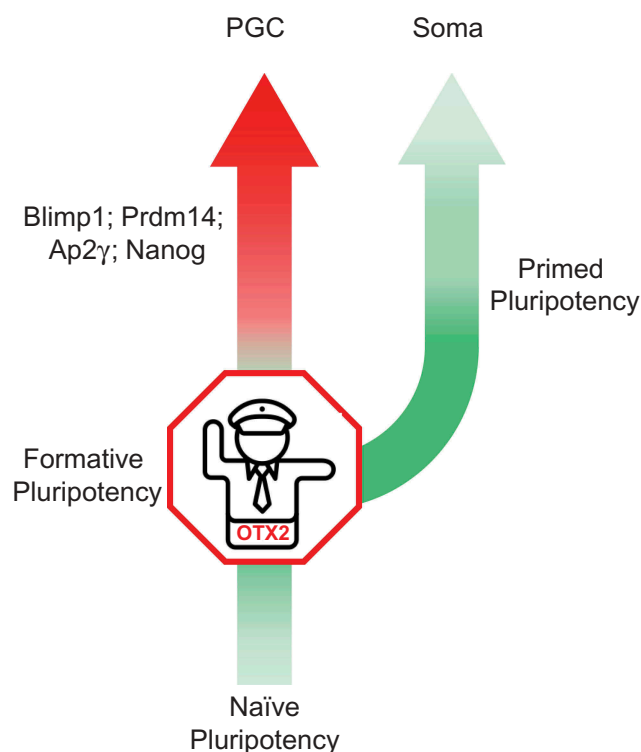 PGC
Soma
Blimp1; Prdm14;
Ap2γ; Nanog
Primed
Pluripotency
Formative
Pluripotency
OTX2
Naïve
Pluripotency